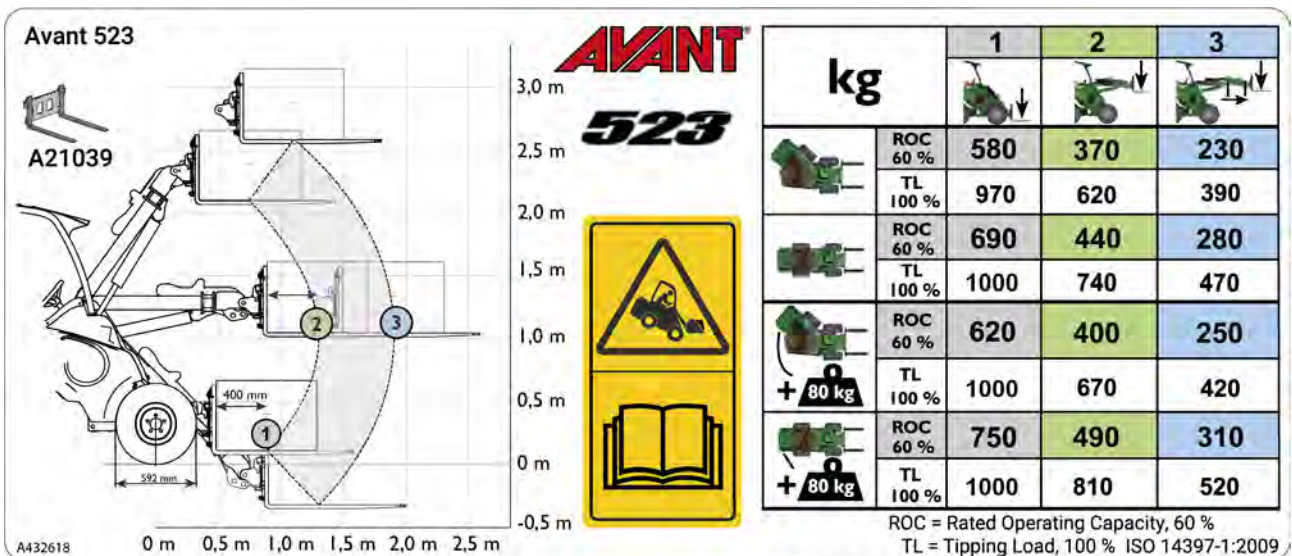 Avant 523
A21039
3,0 m
2,5 m
2,0 m
1,5 m
1,0 m
0,5 m
0 m
-0,5 m
2
3
400 mm
1
592 mm
0 m 0,5 m 1,0 m 1,5 m 2,0 m 2,5 m
A432618
AVANT®
523
kg 1 2 3
ROC 60 % 580 370 230
TL 100 % 970 620 390
ROC 60 % 690 440 280
TL 100 % 1000 740 470
ROC 60 % 620 400 250
+ 80 kg TL 100 % 1000 670 420
ROC 60 % 750 490 310
+ 80 kg TL 100 % 1000 810 520
ROC = Rated Operating Capacity, 60 %
TL = Tipping Load, 100 % ISO 14397-1:2009